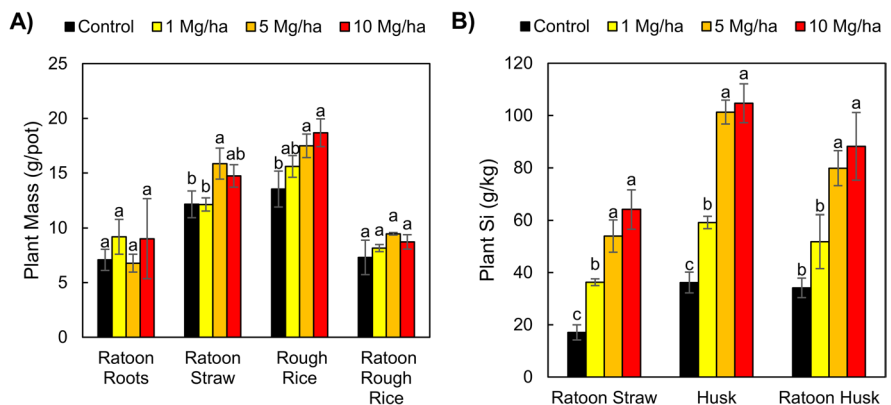 A)
Control 1 Mg/ha 5 Mg/ha 10 Mg/ha
Plant Mass (g/pot)
25
20
15
10
5
0
a a a a
b b a ab
b ab a a
a a a a
Ratoon Roots
Ratoon Straw
Rough Rice
Ratoon Rough Rice
B)
Control 1 Mg/ha 5 Mg/ha 10 Mg/ha
Plant Si (g/kg)
120
100
80
60
40
20
0
c b a a
c b a a
b b a a
Ratoon Straw Husk Ratoon Husk